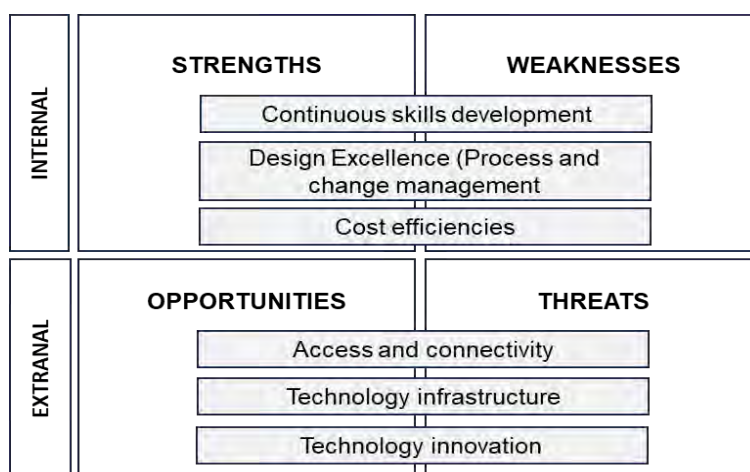 INTERNAL
STRENGTHS
WEAKNESSES
Continuous skills development
Design Excellence (Process and
change management
Cost efficiencies
EXTRANAL
OPPORTUNITIES
THREATS
Access and connectivity
Technology infrastructure
Technology innovation